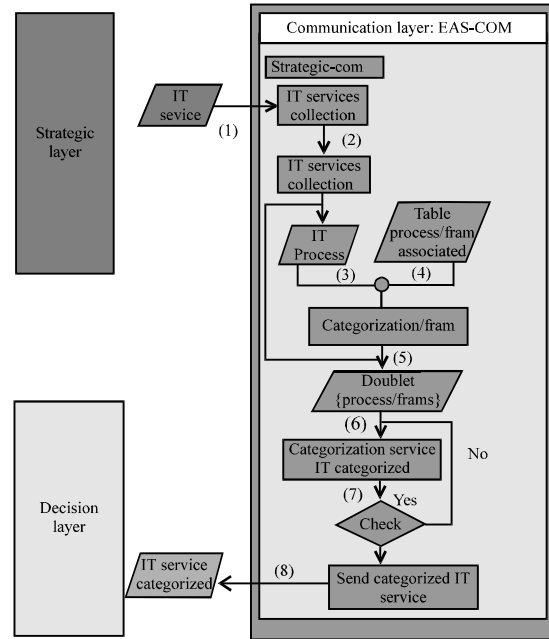 Communication layer: EAS-COM
Strategic-com
IT
sevice
IT services
collection
(1)
Strategic
layer
(2)
IT services
collection
IT
Process
Table
process/fram
associated
(3)
(4)
Categorization/fram
(5)
Doublet
{process/frams}
(6)
Categorization service
IT categorized
No
(7)
Yes
Check
Decision
layer
IT service
categorized
(8)
Send categorized IT
service